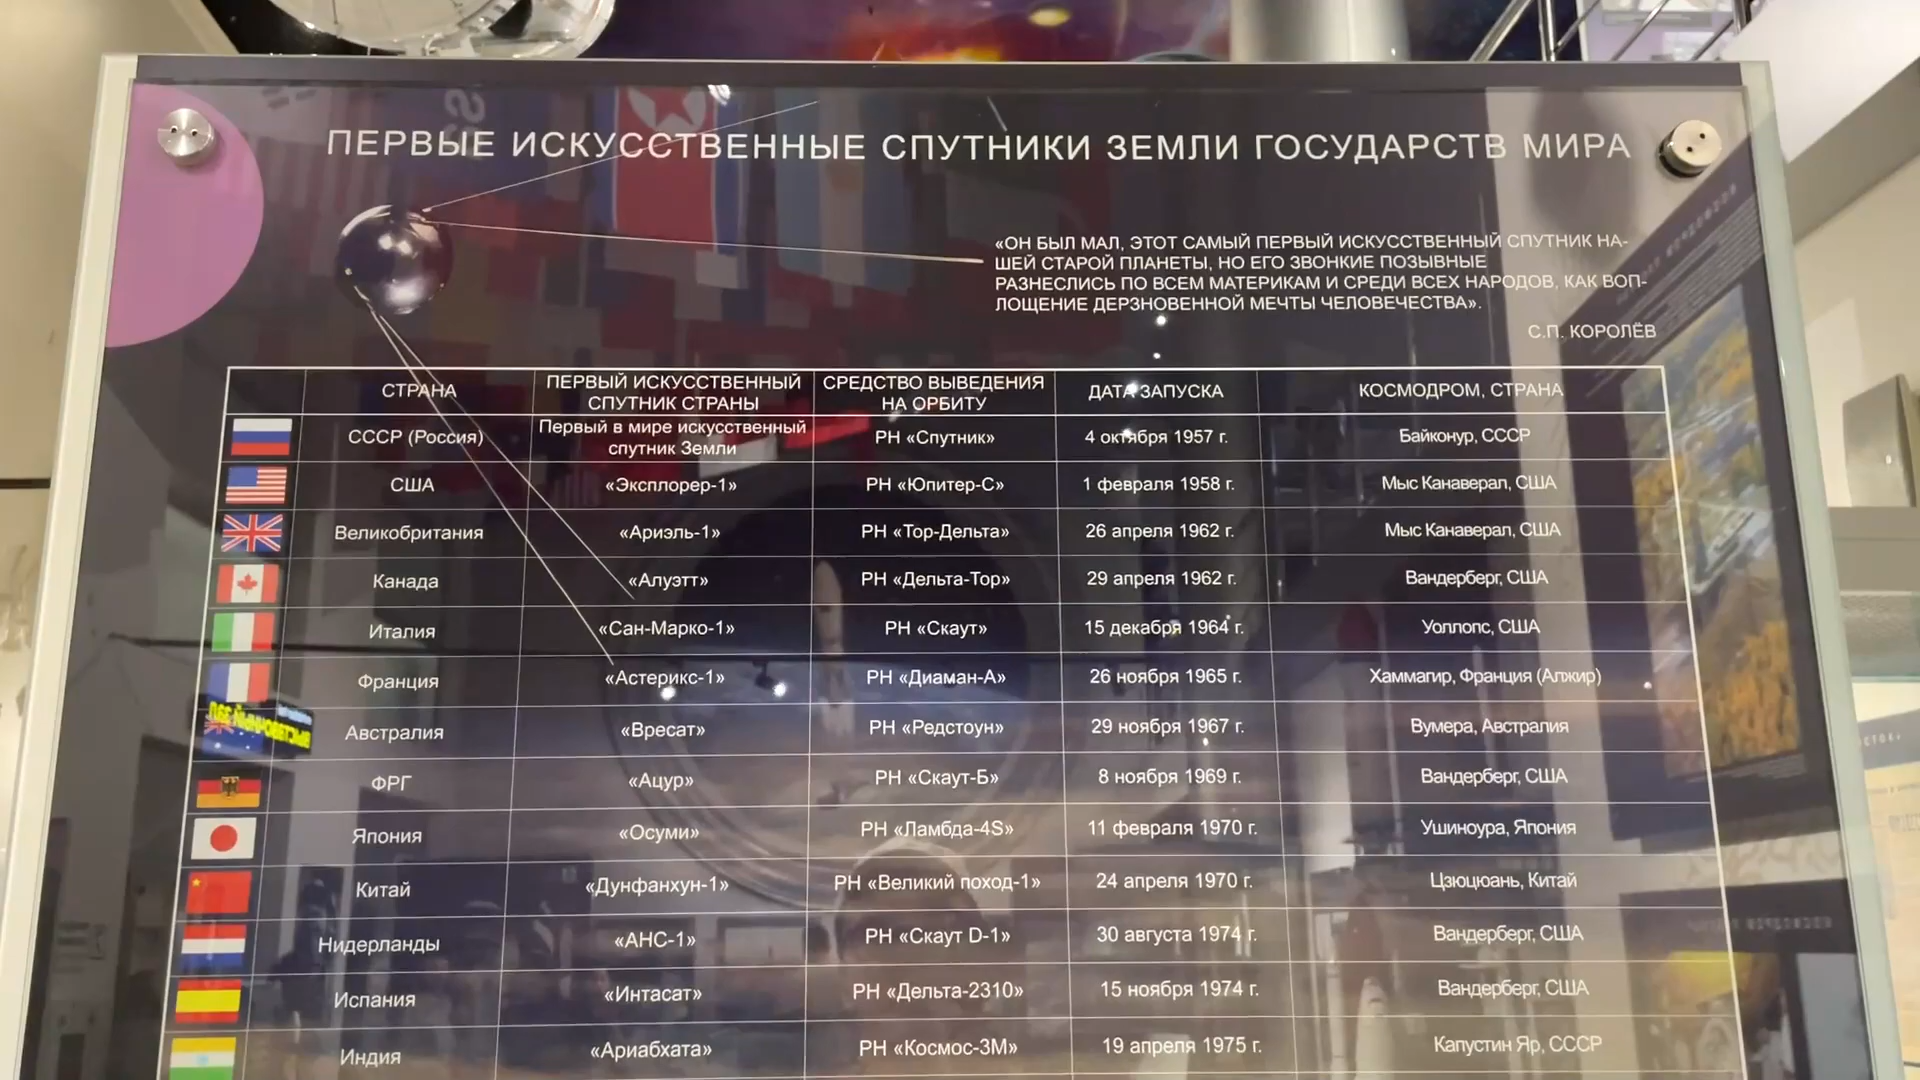 ПЕРВЫЕ ИСКУССТВЕННЫЕ СПУТНИКИ ЗЕМЛИ ГОСУДАРСТВ МИРА
«ОН БЫЛ МАЛ, ЭТОТ САМЫЙ ПЕРВЫЙ ИСКУССТВЕННЫЙ СПУТНИК НА-
ШЕЙ СТАРОЙ ПЛАНЕТЫ, НО ЕГО ЗВОНКИЕ ПОЗЫВНЫЕ
РАЗНЕСЛИСЬ ПО ВСЕМ МАТЕРИКАМ И СРЕДИ ВСЕХ НАРОДОВ, КАК ВОП-
ЛОЩЕНИЕ ДЕРЗНОВЕННОЙ МЕЧТЫ ЧЕЛОВЕЧЕСТВА».
С.П. КОРОЛЁВ
СТРАНА ПЕРВЫЙ ИСКУССТВЕННЫЙ СПУТНИК СТРАНЫ СРЕДСТВО ВЫВЕДЕНИЯ НА ОРБИТУ ДАТА ЗАПУСКА КОСМОДРОМ, СТРАНА
СССР (Россия) Первый в мире искусственный спутник Земли РН «Спутник» 4 октября 1957 г. Байконур, СССР
США «Эксплорер-1» РН «Юпитер-С» 1 февраля 1958 г. Мыс Канаверал, США
Великобритания «Ариэль-1» РН «Тор-Дельта» 26 апреля 1962 г. Мыс Канаверал, США
Канада «Алуэтт» РН «Дельта-Тор» 29 апреля 1962 г. Вандерберг, США
Италия «Сан-Марко-1» РН «Скаут» 15 декабря 1964 г. Уоллопс, США
Франция «Астерикс-1» РН «Диаман-А» 26 ноября 1965 г. Хаммагир, Франция (Алжир)
Австралия «Вресат» РН «Редстоун» 29 ноября 1967 г. Вумера, Австралия
ФРГ «Ацур» РН «Скаут-Б» 8 ноября 1969 г. Вандерберг, США
Япония «Осуми» РН «Ламбда-4S» 11 февраля 1970 г. Ушиноура, Япония
Китай «Дунфанхун-1» РН «Великий поход-1» 24 апреля 1970 г. Цзюцюань, Китай
Нидерланды «АНС-1» РН «Скаут D-1» 30 августа 1974 г. Вандерберг, США
Испания «Интасат» РН «Дельта-2310» 15 ноября 1974 г. Вандерберг, США
Индия «Ариабхата» РН «Космос-3М» 19 апреля 1975 г. Капустин Яр, СССР